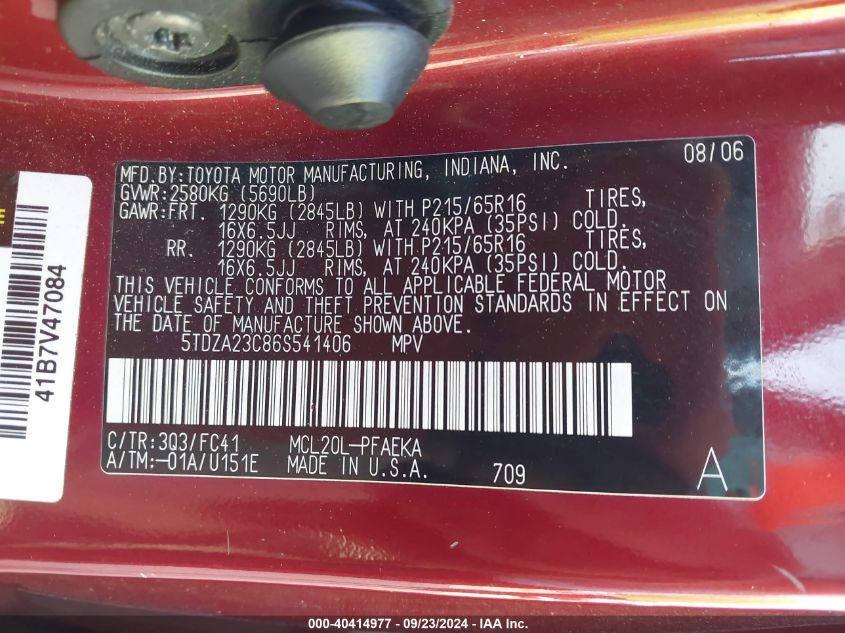 MFD.BY:TOYOTA MOTOR MANUFACTURING, INDIANA, INC. 08/06
GVWR:2580KG (5690LB)
GAWR:FRT. 1290KG (2845LB) WITH P215/65R16 TIRES,
16X6.5JJ RIMS, AT 240KPA (35PSI) COLD.
RR. 1290KG (2845LB) WITH P215/65R16 TIRES,
16X6.5JJ RIMS, AT 240KPA (35PSI) COLD.
THIS VEHICLE CONFORMS TO ALL APPLICABLE FEDERAL MOTOR
VEHICLE SAFETY AND THEFT PREVENTION STANDARDS IN EFFECT ON
THE DATE OF MANUFACTURE SHOWN ABOVE.
5TDZA23C86S541406 MPV
C/TR:3Q3/FC41 MCL20L-PFAEKA
A/TM:-01A/U151E MADE IN U.S.A. 709 A
41B7V47084
000-40414977 - 09/23/2024 - IAA Inc.